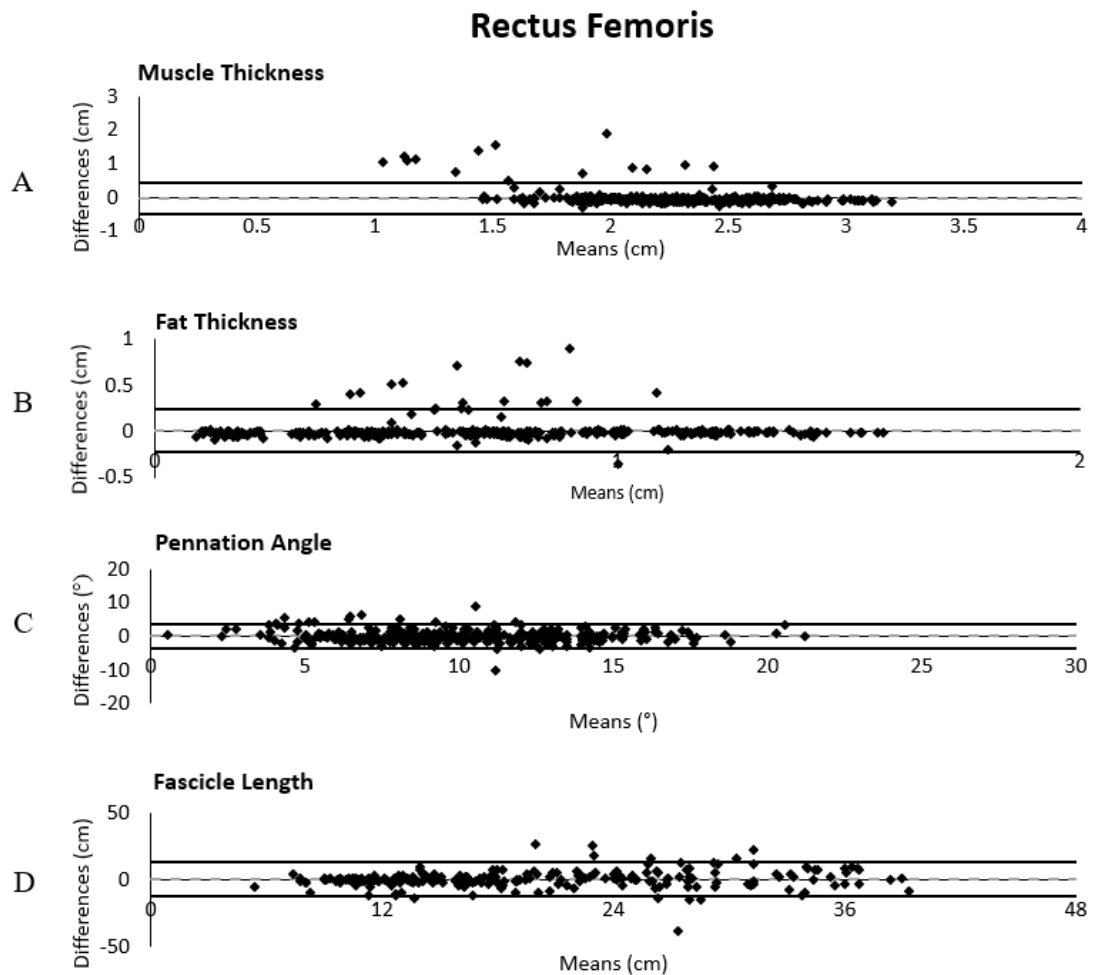 Rectus Femoris
A
Muscle Thickness
Differences (cm)
3
2
1
0
-1
0 0.5 1 1.5 2 2.5 3 3.5 4
Means (cm)
B
Fat Thickness
Differences (cm)
1
0.5
0
-0.5
0 1 2
Means (cm)
C
Pennation Angle
Differences (°)
20
10
0
-10
-20
0 5 10 15 20 25 30
Means (°)
D
Fascicle Length
Differences (cm)
50
0
-50
0 12 24 36 48
Means (cm)